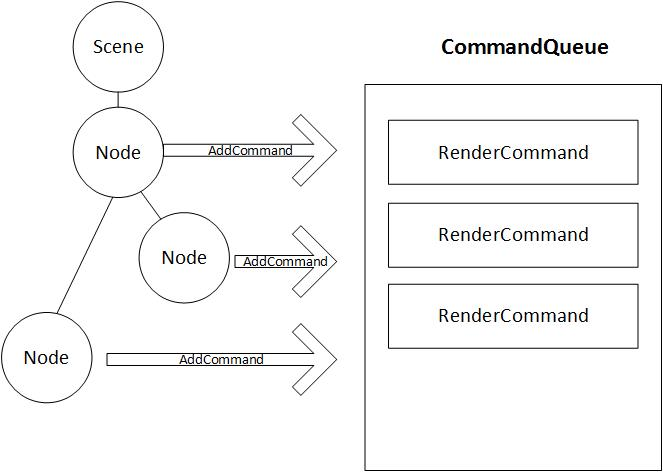 Scene
CommandQueue
Node
AddCommand
RenderCommand
Node
AddCommand
RenderCommand
Node
AddCommand
RenderCommand